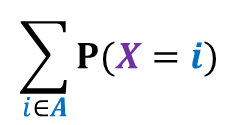 ∑ P(X = i)
i∈A